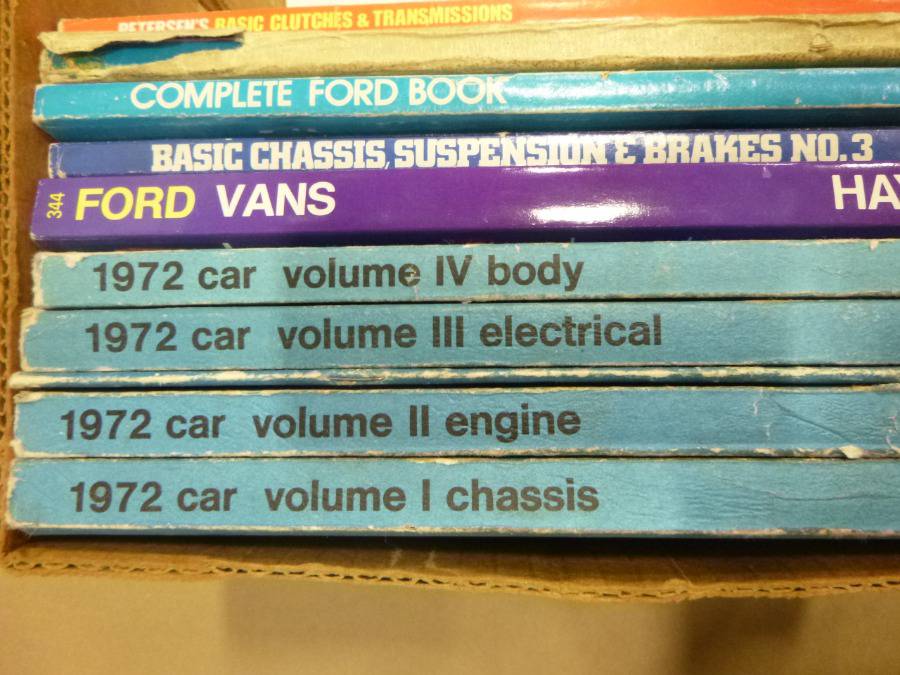 PETERSEN'S BASIC CLUTCHES & TRANSMISSIONS
COMPLETE FORD BOOK
BASIC CHASSIS, SUSPENSION & BRAKES NO. 3
344 FORD VANS HAY
1972 car volume IV body
1972 car volume III electrical
1972 car volume II engine
1972 car volume I chassis